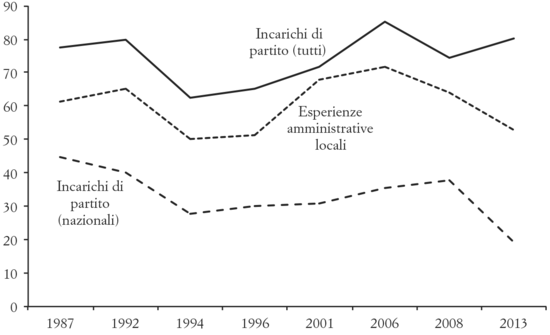 90
80
70
60
50
40
30
20
10
0
Incarichi di
partito (tutti)
Esperienze
amministrative
locali
Incarichi di
partito
(nazionali)
1987 1992 1994 1996 2001 2006 2008 2013